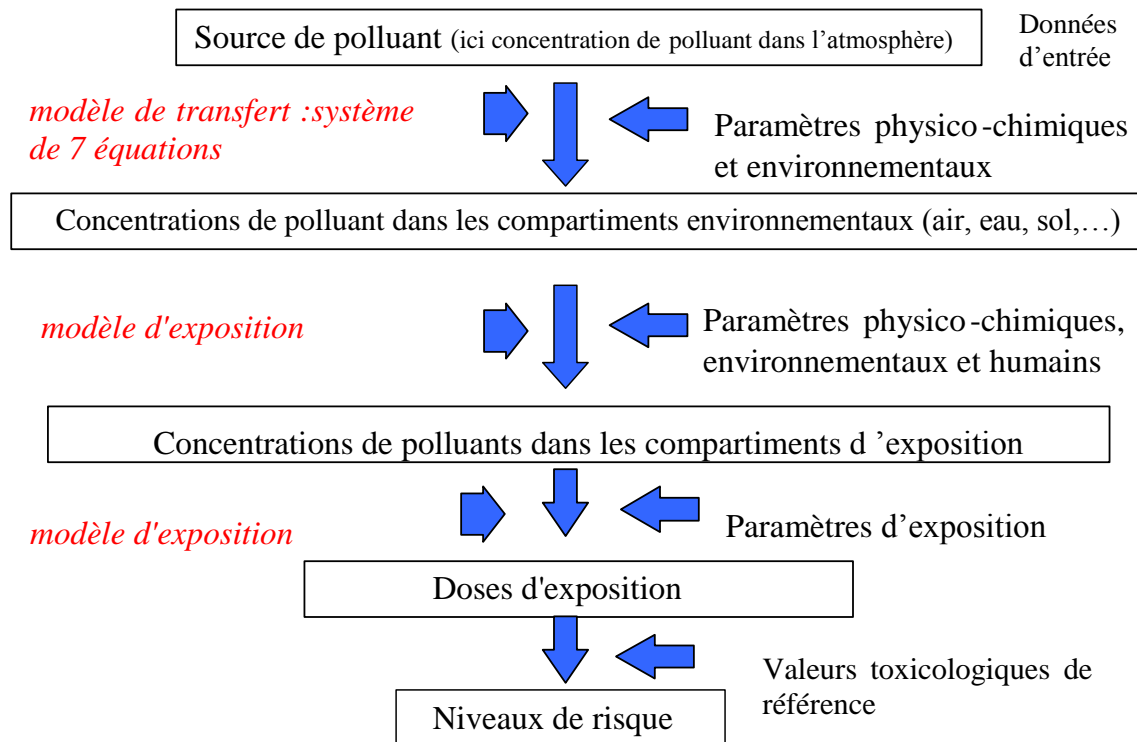 Source de polluant (ici concentration de polluant dans l’atmosphère)
Données
d’entrée
modèle de transfert :système
de 7 équations
Paramètres physico-chimiques
et environnementaux
Concentrations de polluant dans les compartiments environnementaux (air, eau, sol,…)
modèle d'exposition
Paramètres physico-chimiques,
environnementaux et humains
Concentrations de polluants dans les compartiments d ’exposition
modèle d'exposition
Paramètres d’exposition
Doses d'exposition
Valeurs toxicologiques de
référence
Niveaux de risque